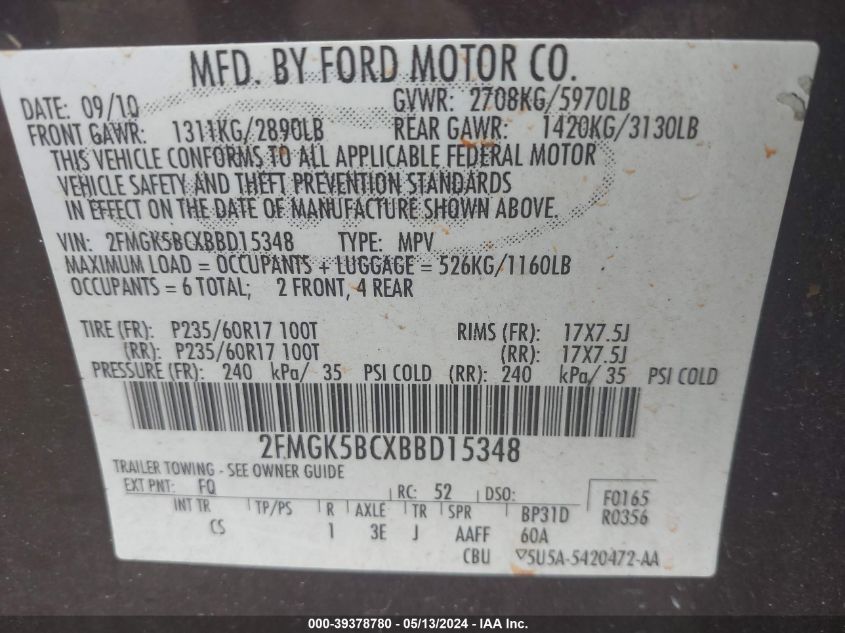 MFD. BY FORD MOTOR CO.
DATE: 09/10 GVWR: 2708KG/5970LB
FRONT GAWR: 1311KG/2890LB REAR GAWR: 1420KG/3130LB
THIS VEHICLE CONFORMS TO ALL APPLICABLE FEDERAL MOTOR
VEHICLE SAFETY AND THEFT PREVENTION STANDARDS
IN EFFECT ON THE DATE OF MANUFACTURE SHOWN ABOVE.
VIN: 2FMGK5BCXBBD15348 TYPE: MPV
MAXIMUM LOAD = OCCUPANTS + LUGGAGE = 526KG/1160LB
OCCUPANTS = 6 TOTAL; 2 FRONT, 4 REAR
TIRE (FR): P235/60R17 100T RIMS (FR): 17X7.5J
(RR): P235/60R17 100T (RR): 17X7.5J
PRESSURE (FR): 240 kPa/ 35 PSI COLD (RR): 240 kPa/ 35 PSI COLD
2FMGK5BCXBBD15348
TRAILER TOWING - SEE OWNER GUIDE
EXT PNT: FQ RC: 52 DSO: F0165
INT TR TP/PS R AXLE TR SPR BP31D R0356
CS 1 3E J AAFF 60A
CBU ▽5U5A-5420472-AA
000-39378780 - 05/13/2024 - IAA Inc.